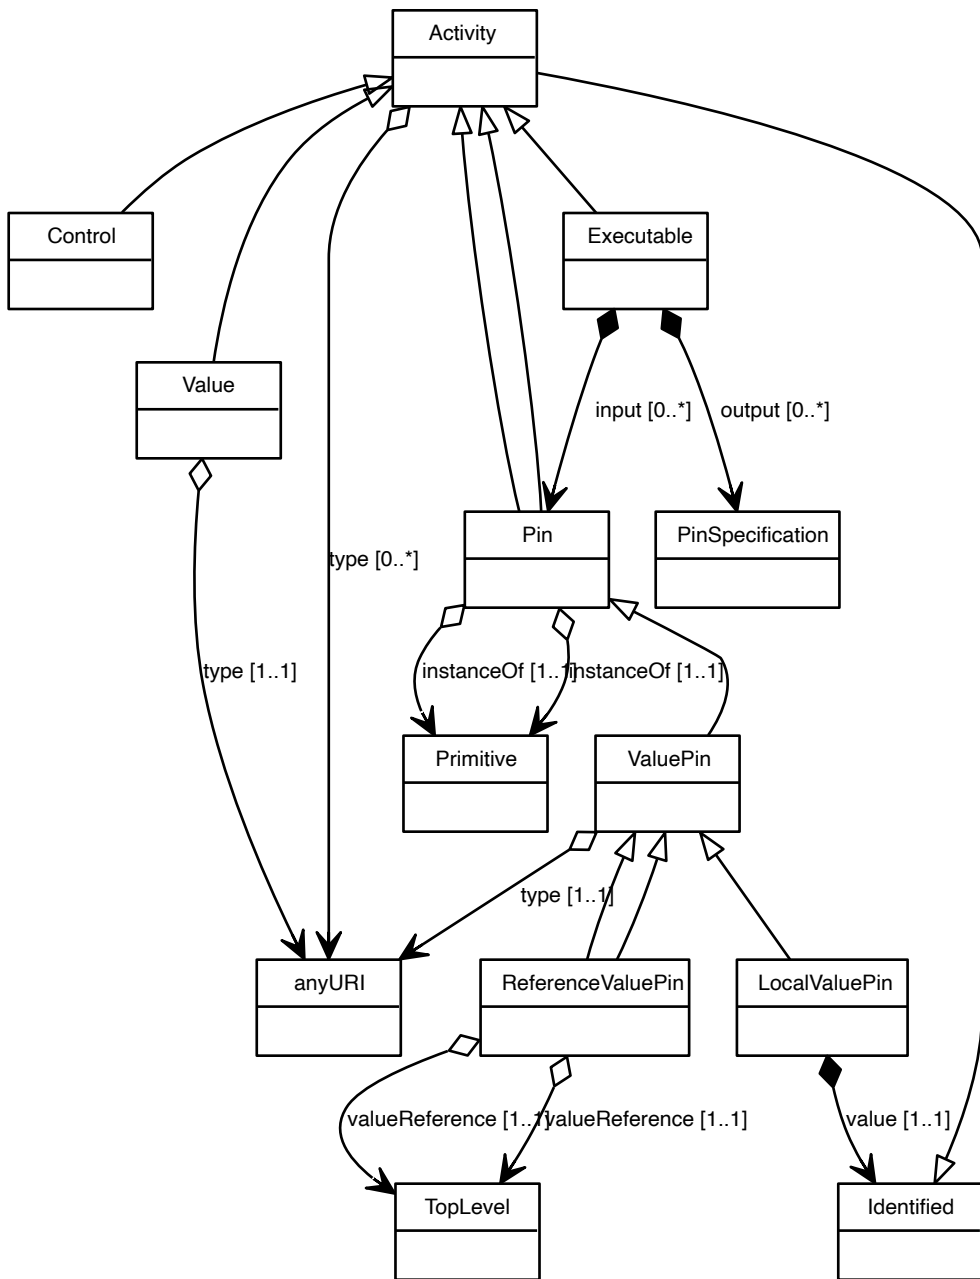 Activity
Control
Executable
Value
input [0..*]
output [0..*]
Pin
PinSpecification
type [0..*]
type [1..1]
instanceOf [1..1]
instanceOf [1..1]
Primitive
ValuePin
type [1..1]
anyURI
ReferenceValuePin
LocalValuePin
valueReference [1..1]
valueReference [1..1]
value [1..1]
TopLevel
Identified